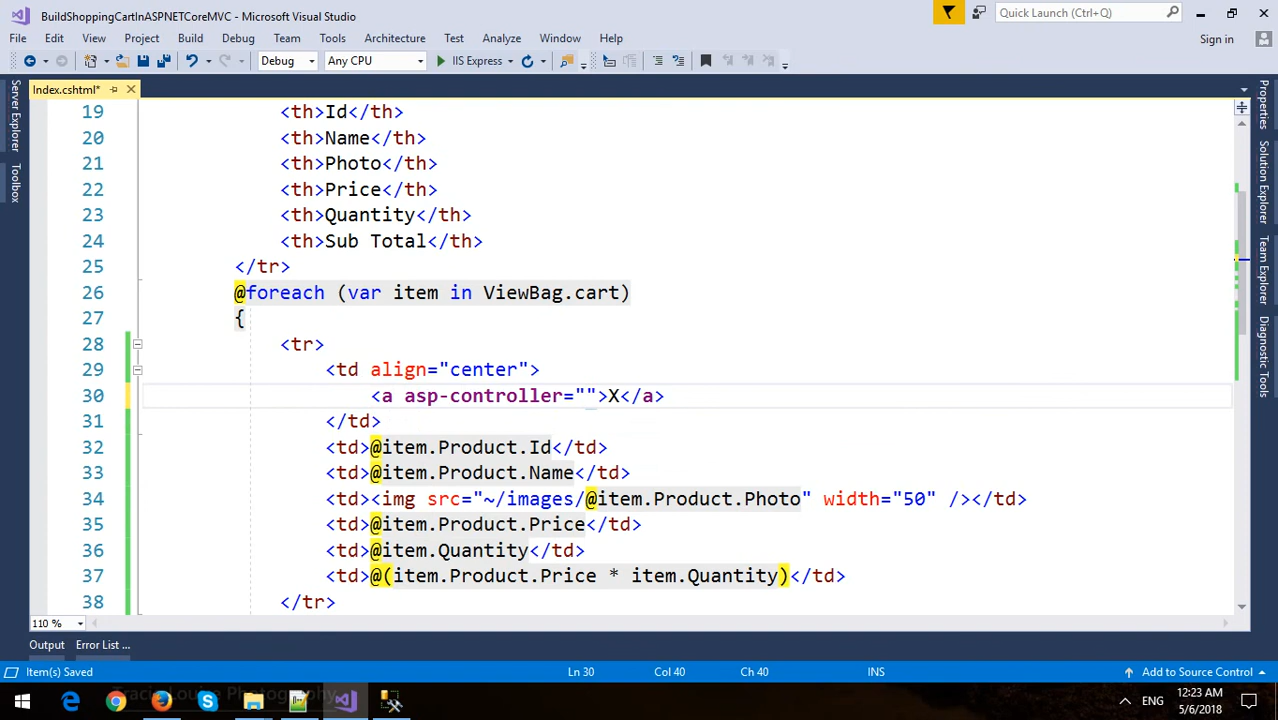 BuildShoppingCartInASPNETCoreMVC - Microsoft Visual Studio
Quick Launch (Ctrl+Q)
File Edit View Project Build Debug Team Tools Architecture Test Analyze Window Help
Sign in
Debug Any CPU IIS Express
Index.cshtml*
Server Explorer
Toolbox
Properties
Solution Explorer
Team Explorer
Diagnostic Tools
19 <th>Id</th>
20 <th>Name</th>
21 <th>Photo</th>
22 <th>Price</th>
23 <th>Quantity</th>
24 <th>Sub Total</th>
25 </tr>
26 @foreach (var item in ViewBag.cart)
27 {
28 <tr>
29 <td align="center">
30 <a asp-controller="">X</a>
31 </td>
32 <td>@item.Product.Id</td>
33 <td>@item.Product.Name</td>
34 <td><img src="~/images/@item.Product.Photo" width="50" /></td>
35 <td>@item.Product.Price</td>
36 <td>@item.Quantity</td>
37 <td>@(item.Product.Price * item.Quantity)</td>
38 </tr>
110 %
Output Error List ...
Item(s) Saved Ln 30 Col 40 Ch 40 INS Add to Source Control
Tracie Louise Photography
ENG
12:23 AM
5/6/2018